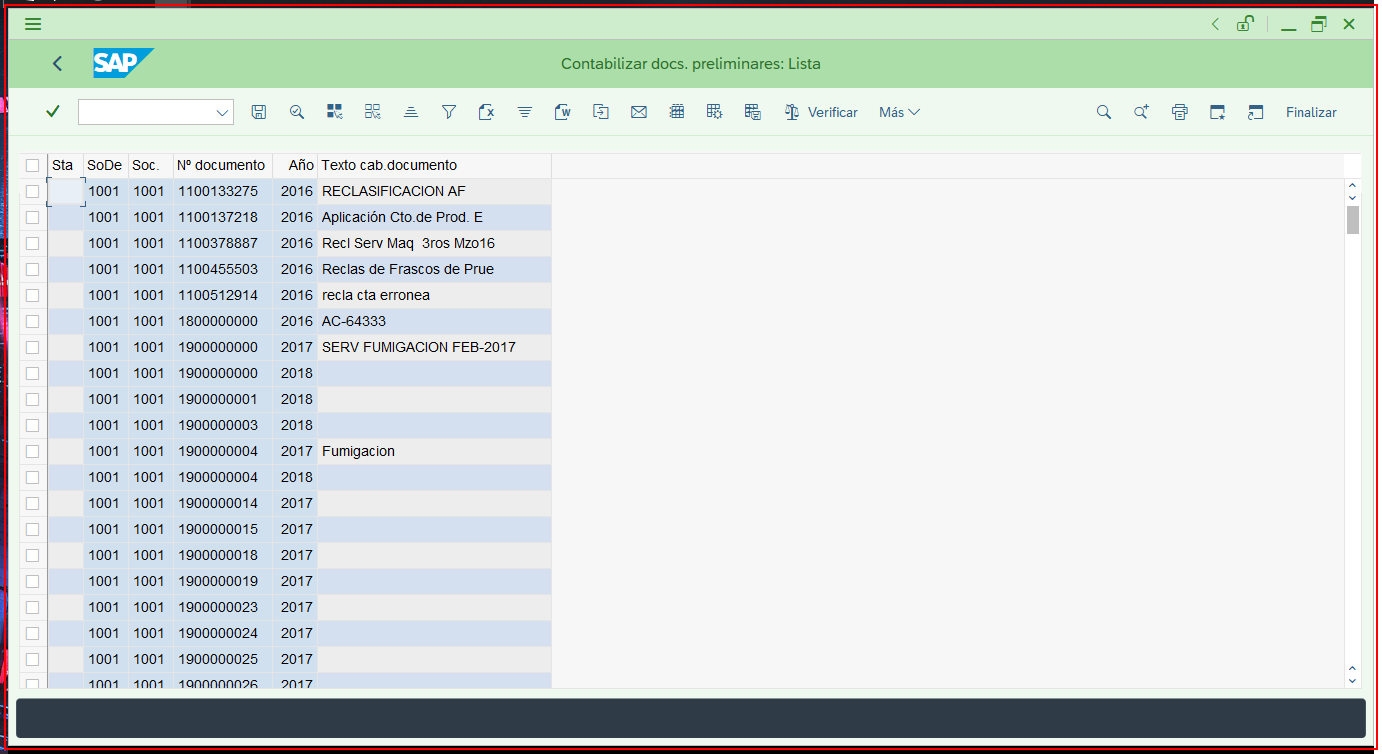 SAP
Contabilizar docs. preliminares: Lista
Verificar Más Finalizar
Sta SoDe Soc. Nº documento Año Texto cab.documento
1001 1001 1100133275 2016 RECLASIFICACION AF
1001 1001 1100137218 2016 Aplicación Cto.de Prod. E
1001 1001 1100378887 2016 Recl Serv Maq  3ros Mzo16
1001 1001 1100455503 2016 Reclas de Frascos de Prue
1001 1001 1100512914 2016 recla cta erronea
1001 1001 1800000000 2016 AC-64333
1001 1001 1900000000 2017 SERV FUMIGACION FEB-2017
1001 1001 1900000000 2018
1001 1001 1900000001 2018
1001 1001 1900000003 2018
1001 1001 1900000004 2017 Fumigacion
1001 1001 1900000004 2018
1001 1001 1900000014 2017
1001 1001 1900000015 2017
1001 1001 1900000018 2017
1001 1001 1900000019 2017
1001 1001 1900000023 2017
1001 1001 1900000024 2017
1001 1001 1900000025 2017
1001 1001 1900000026 2017